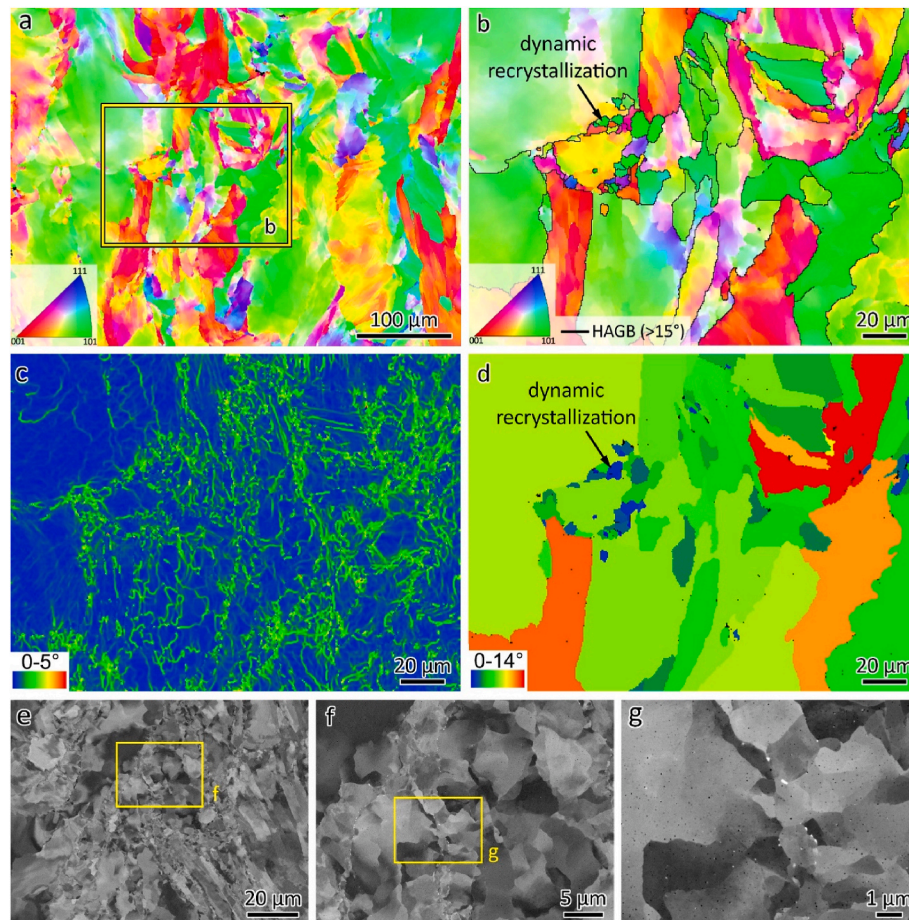 a
b
111
001
101
100 μm
b
dynamic
recrystallization
111
001
101
HAGB (>15°)
20 μm
c
0-5°
20 μm
d
dynamic
recrystallization
0-14°
20 μm
e
f
20 μm
f
g
5 μm
g
1 μm